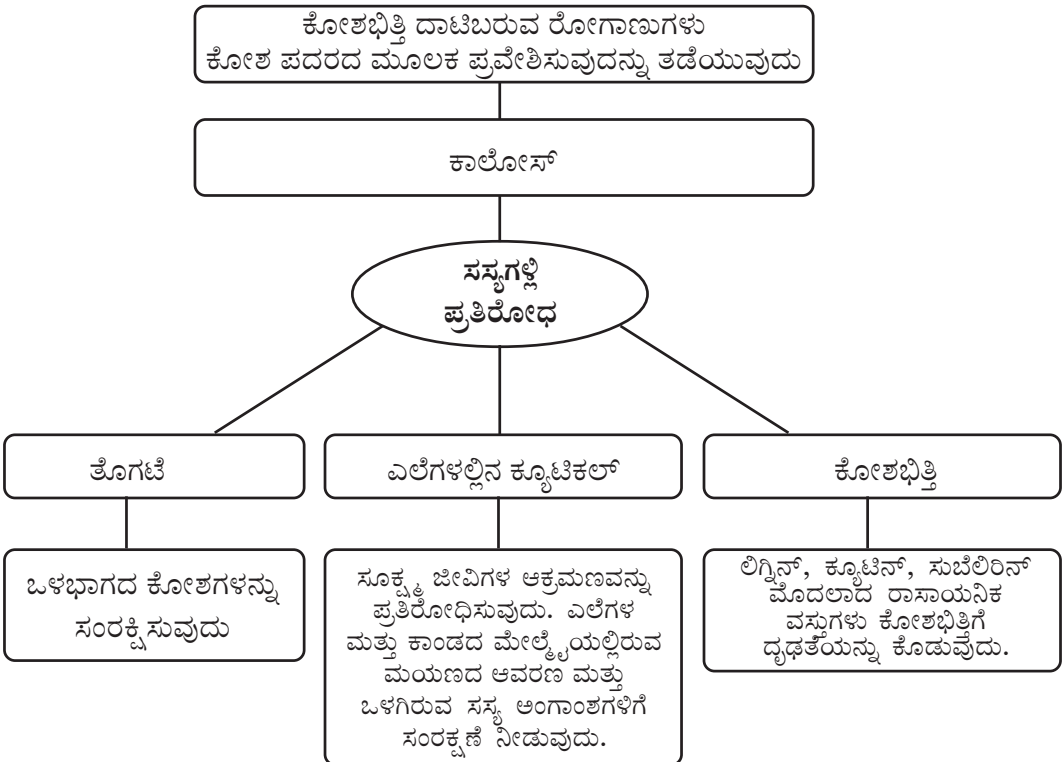 ಕೋಶಭಿತ್ತಿ ದಾಟಿಬರುವ ರೋಗಾಣುಗಳು
ಕೋಶ ಪದರದ ಮೂಲಕ ಪ್ರವೇಶಿಸುವುದನ್ನು ತಡೆಯುವುದು
ಕಾಲೋಸ್
ಸಸ್ಯಗಳ್ಲಿ
ಪ್ರತಿರೋಧ
ತೊಗಟೆ
ಒಳಭಾಗದ ಕೋಶಗಳನ್ನು
ಸಂರಕ್ಷಿಸುವುದು
ಎಲೆಗಳಲ್ಲಿನ ಕ್ಯೂಟಿಕಲ್
ಸೂಕ್ಷ್ಮ ಜೀವಿಗಳ ಆಕ್ರಮಣವನ್ನು
ಪ್ರತಿರೋಧಿಸುವುದು. ಎಲೆಗಳ
ಮತ್ತು ಕಾಂಡದ ಮೇಲ್ಮೈಯಲ್ಲಿರುವ
ಮಯಣದ ಆವರಣ ಮತ್ತು
ಒಳಗಿರುವ ಸಸ್ಯ ಅಂಗಾಂಶಗಳಿಗೆ
ಸಂರಕ್ಷಣೆ ನೀಡುವುದು.
ಕೋಶಭಿತ್ತಿ
ಲಿಗ್ನಿನ್, ಕ್ಯೂಟಿನ್, ಸುಬೆಲಿರಿನ್
ಮೊದಲಾದ ರಾಸಾಯನಿಕ
ವಸ್ತುಗಳು ಕೋಶಭಿತ್ತಿಗೆ
ದೃಢತೆಯನ್ನು ಕೊಡುವುದು.